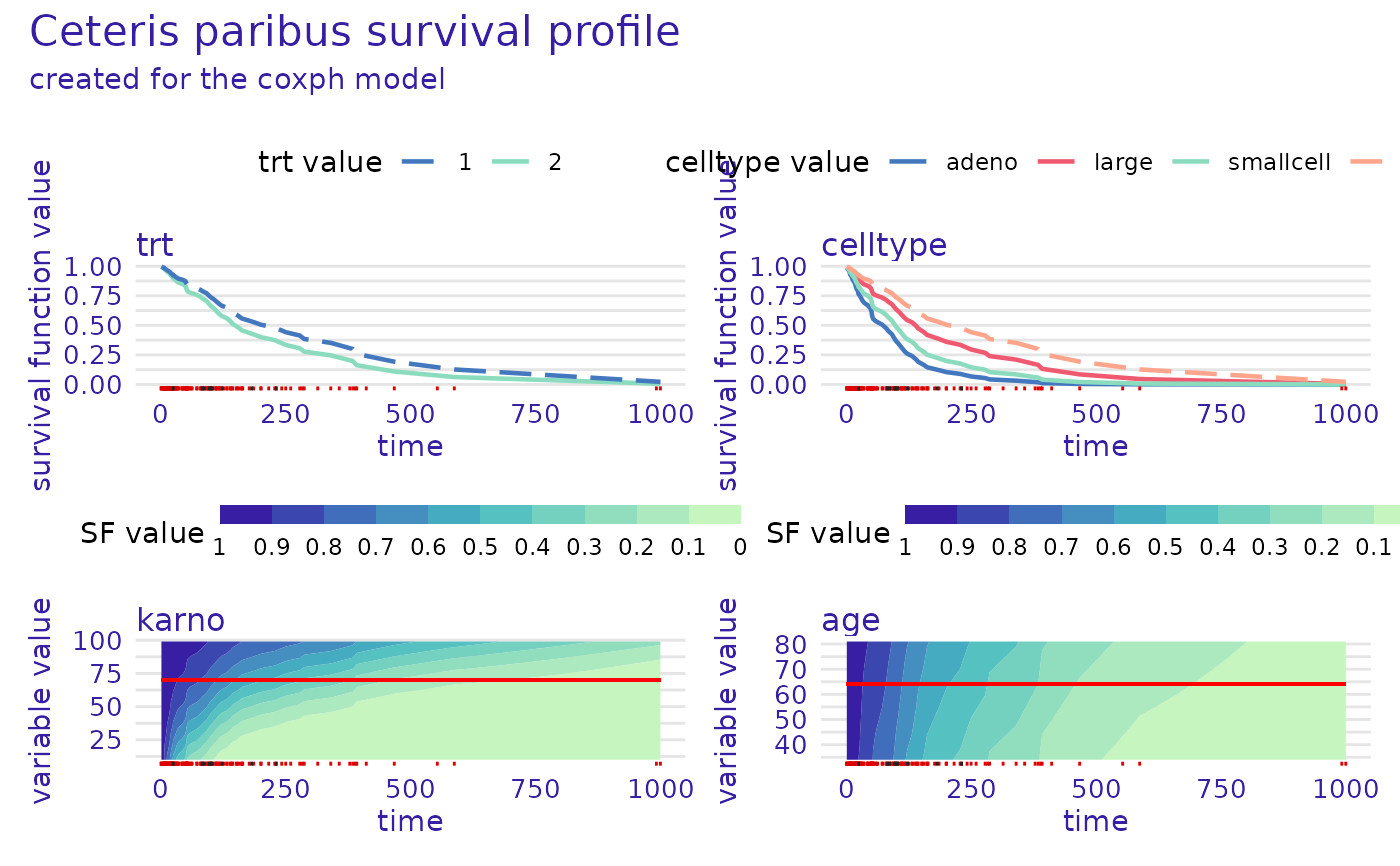 Ceteris paribus survival profile
created for the coxph model
trt value 1 2
celltype value adeno large smallcell
survival function value
trt
1.00
0.75
0.50
0.25
0.00
0 250 500 750 1000
time
survival function value
celltype
1.00
0.75
0.50
0.25
0.00
0 250 500 750 1000
time
SF value
1 0.9 0.8 0.7 0.6 0.5 0.4 0.3 0.2 0.1 0
SF value
1 0.9 0.8 0.7 0.6 0.5 0.4 0.3 0.2 0.1
variable value
karno
100
75
50
25
0 250 500 750 1000
time
variable value
age
80
70
60
50
40
0 250 500 750 1000
time